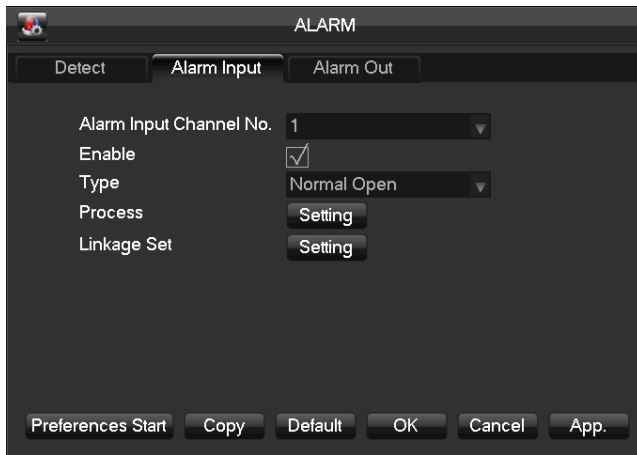 ALARM
Detect Alarm Input Alarm Out
Alarm Input Channel No. 1
Enable
Type Normal Open
Process Setting
Linkage Set Setting
Preferences Start Copy Default OK Cancel App.